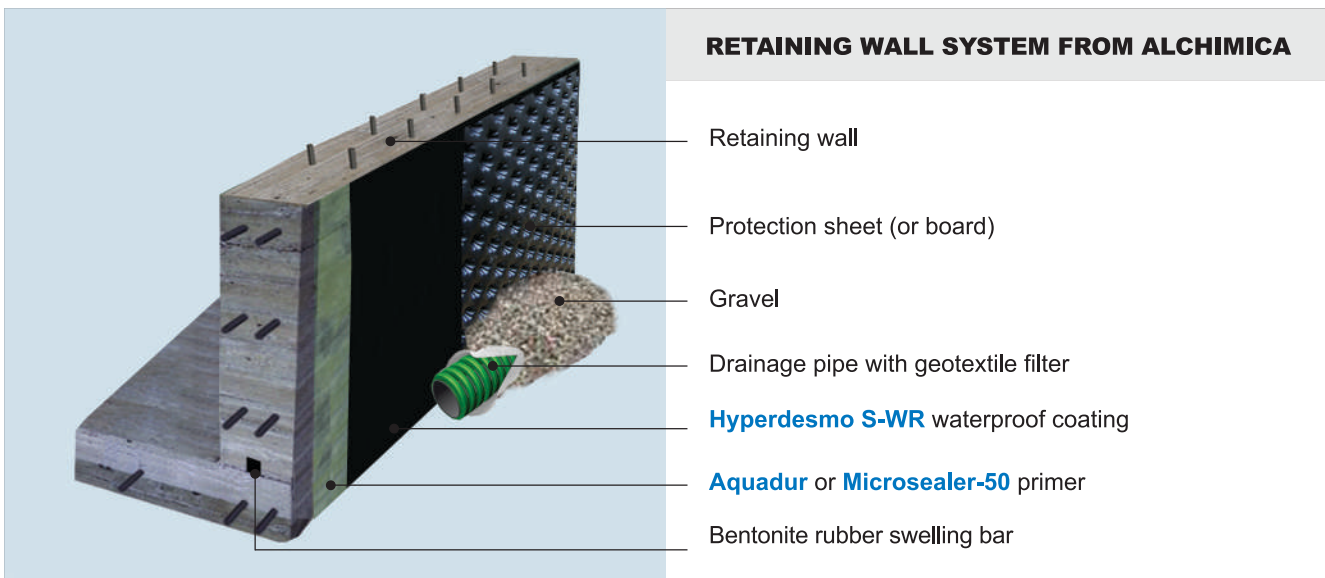 RETAINING WALL SYSTEM FROM ALCHIMICA
Retaining wall
Protection sheet (or board)
Gravel
Drainage pipe with geotextile filter
Hyperdesmo S-WR waterproof coating
Aquadur or Microsealer-50 primer
Bentonite rubber swelling bar